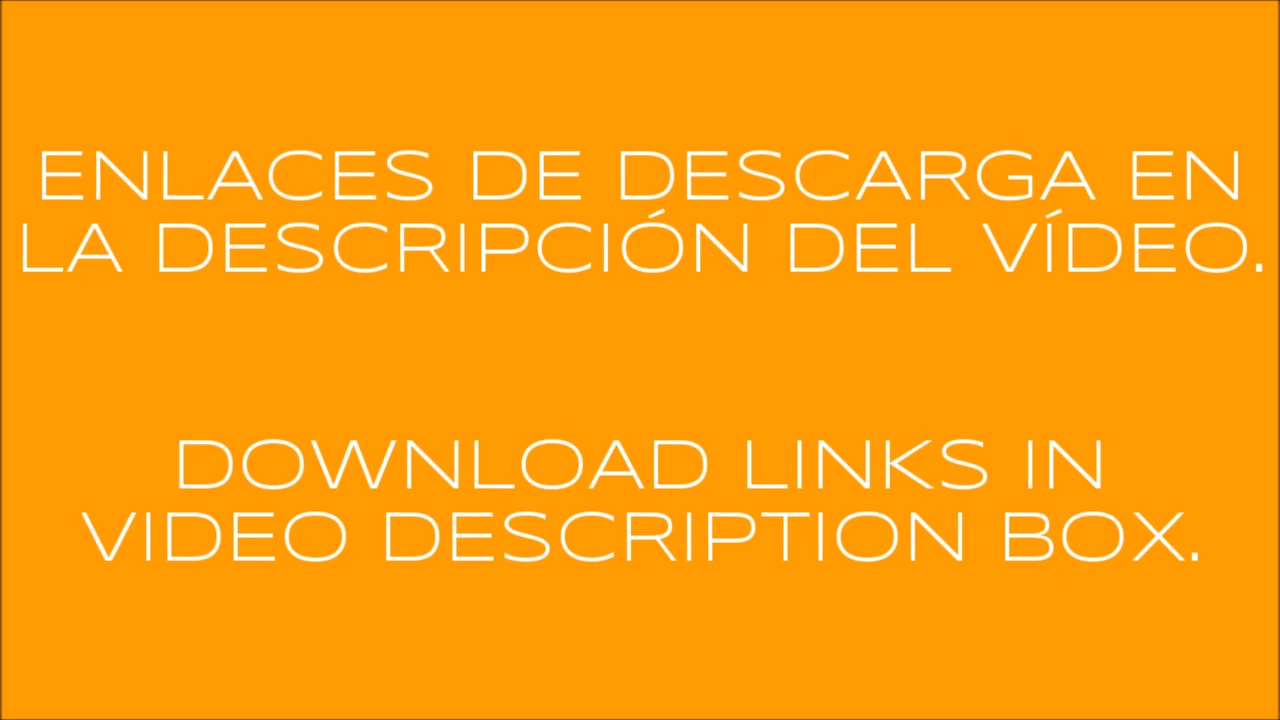 ENLACES DE DESCARGA EN
LA DESCRIPCIÓN DEL VÍDEO.
DOWNLOAD LINKS IN
VIDEO DESCRIPTION BOX.